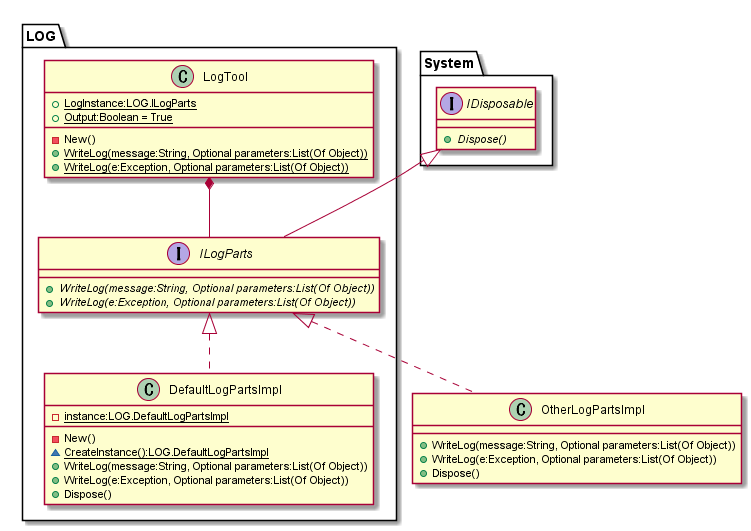 LOG
C LogTool
LogInstance:LOG.ILogParts
Output:Boolean = True
New()
WriteLog(message:String, Optional parameters:List(Of Object))
WriteLog(e:Exception, Optional parameters:List(Of Object))
System
I IDisposable
Dispose()
I ILogParts
WriteLog(message:String, Optional parameters:List(Of Object))
WriteLog(e:Exception, Optional parameters:List(Of Object))
C DefaultLogPartsImpl
instance:LOG.DefaultLogPartsImpl
New()
CreateInstance():LOG.DefaultLogPartsImpl
WriteLog(message:String, Optional parameters:List(Of Object))
WriteLog(e:Exception, Optional parameters:List(Of Object))
Dispose()
C OtherLogPartsImpl
WriteLog(message:String, Optional parameters:List(Of Object))
WriteLog(e:Exception, Optional parameters:List(Of Object))
Dispose()